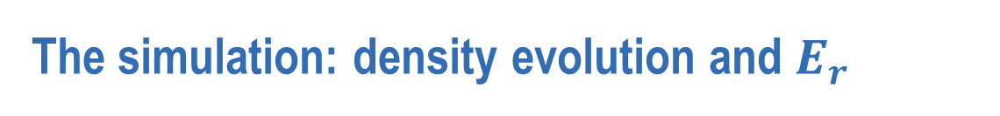 The simulation: density evolution and $E_r$